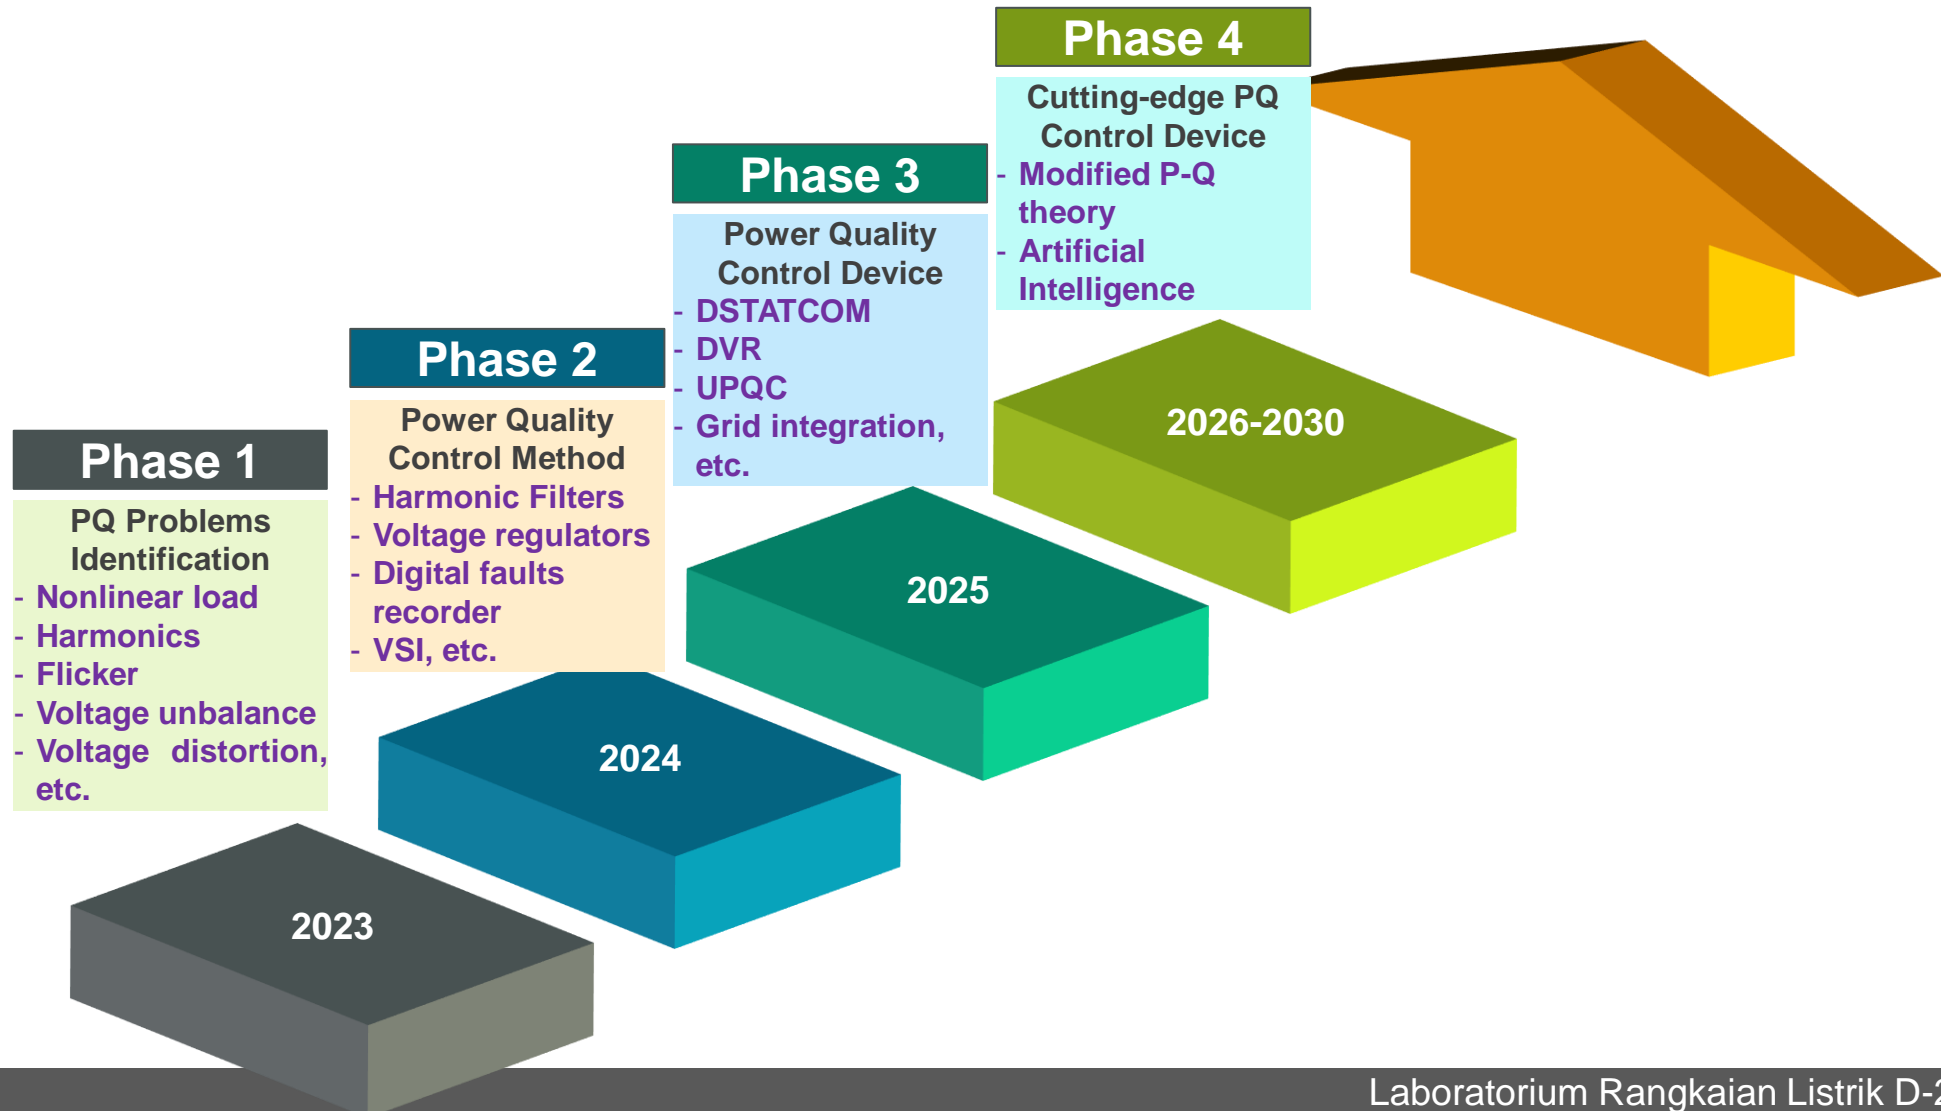 Phase 1
PQ Problems
Identification
- Nonlinear load
- Harmonics
- Flicker
- Voltage unbalance
- Voltage distortion,
etc.
2023
Phase 2
Power Quality
Control Method
- Harmonic Filters
- Voltage regulators
- Digital faults
recorder
- VSI, etc.
2024
Phase 3
Power Quality
Control Device
- DSTATCOM
- DVR
- UPQC
- Grid integration,
etc.
2025
Phase 4
Cutting-edge PQ
Control Device
- Modified P-Q
theory
- Artificial
Intelligence
2026-2030
Laboratorium Rangkaian Listrik D-2